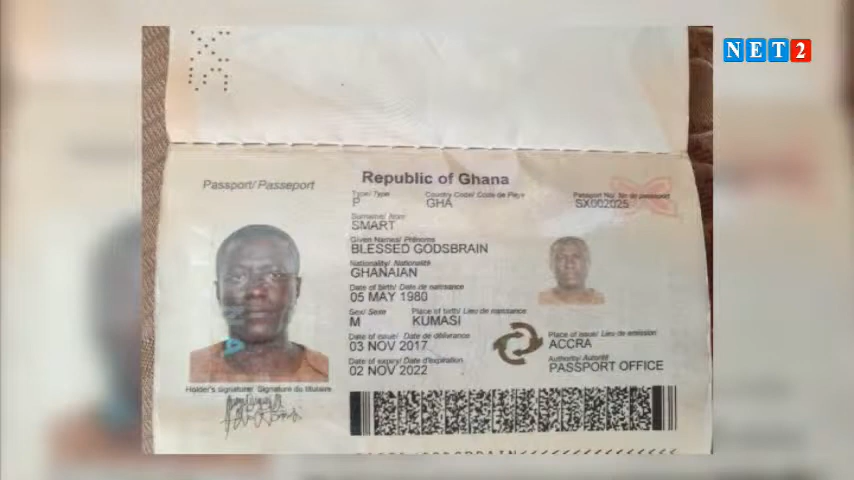 NET2
Republic of Ghana
Passport/Passeport
Type/Type
Country Code/Code de Pays
Passport No/ No de passeport
P
GHA
SX002025
Surname/Nom
SMART
Given Names/ Prénoms
BLESSED GODSBRAIN
Nationality/ Nationalité
GHANAIAN
Date of birth/ Date de naissance
05 MAY 1980
Sex/ Sexe
Place of birth/ Lieu de naissance
M
KUMASI
Date of issue/ Date de délivrance
Place of issue/ Lieu de émission
03 NOV 2017
ACCRA
Date of expiry/ Date d'expiration
Authority/ Autorité
02 NOV 2022
PASSPORT OFFICE
Holder's signature/ Signature du titulaire